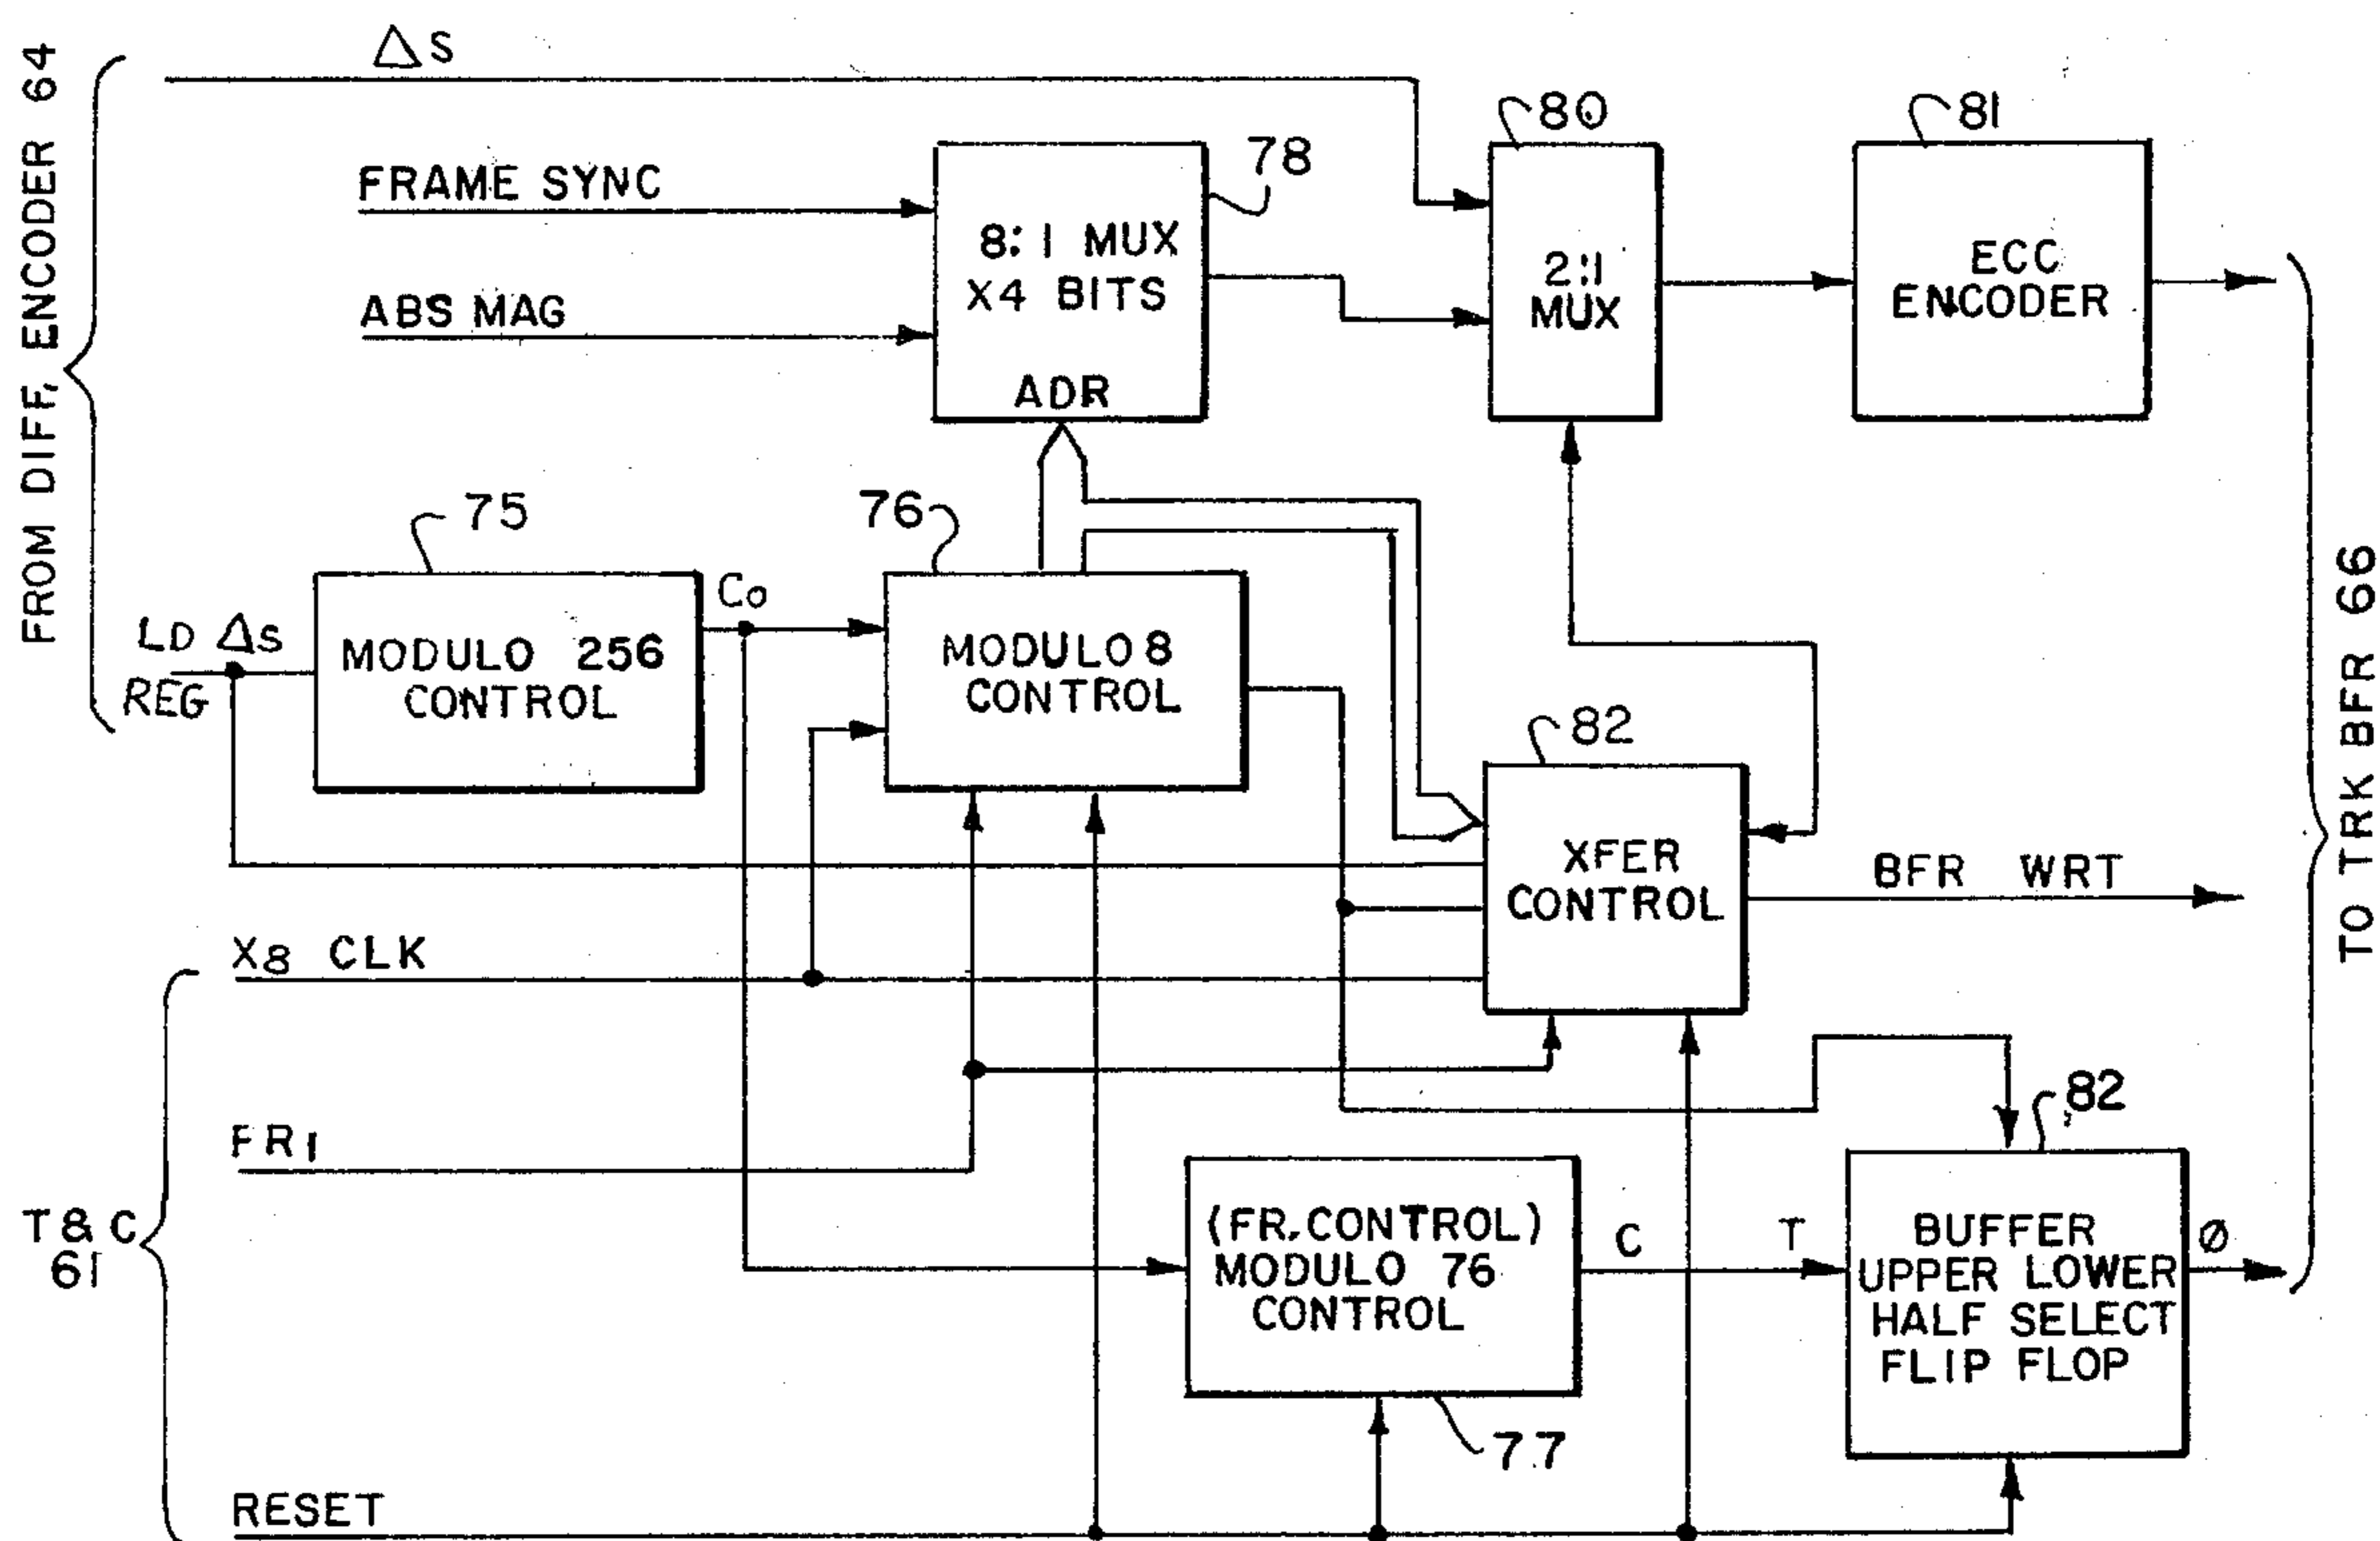 FROM DIFF. ENCODER 64
ΔS
FRAME SYNC
ABS MAG
78
8:1 MUX
X4 BITS
ADR
80
2:1
MUX
81
ECC
ENCODER
LD ΔS
REG
75
MODULO 256
CONTROL
Co
76
MODULO 8
CONTROL
82
XFER
CONTROL
BFR WRT
TO TRK BFR 66
X8 CLK
FR1
T & C
61
RESET
(FR. CONTROL)
MODULO 76
CONTROL
77
C
T
82
BUFFER
UPPER LOWER
HALF SELECT
FLIP FLOP
Ø